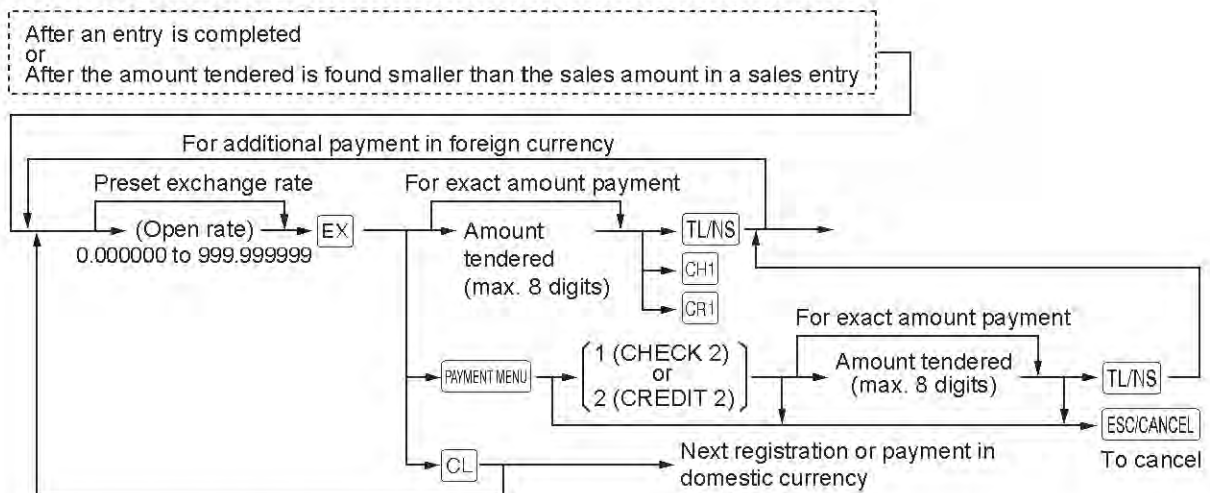 After an entry is completed
or
After the amount tendered is found smaller than the sales amount in a sales entry
For additional payment in foreign currency
Preset exchange rate
(Open rate)
0.000000 to 999.999999
EX
For exact amount payment
Amount
tendered
(max. 8 digits)
TL/NS
CH1
CR1
PAYMENT MENU
1 (CHECK 2)
or
2 (CREDIT 2)
For exact amount payment
Amount tendered
(max. 8 digits)
TL/NS
ESC/CANCEL
To cancel
CL
Next registration or payment in
domestic currency